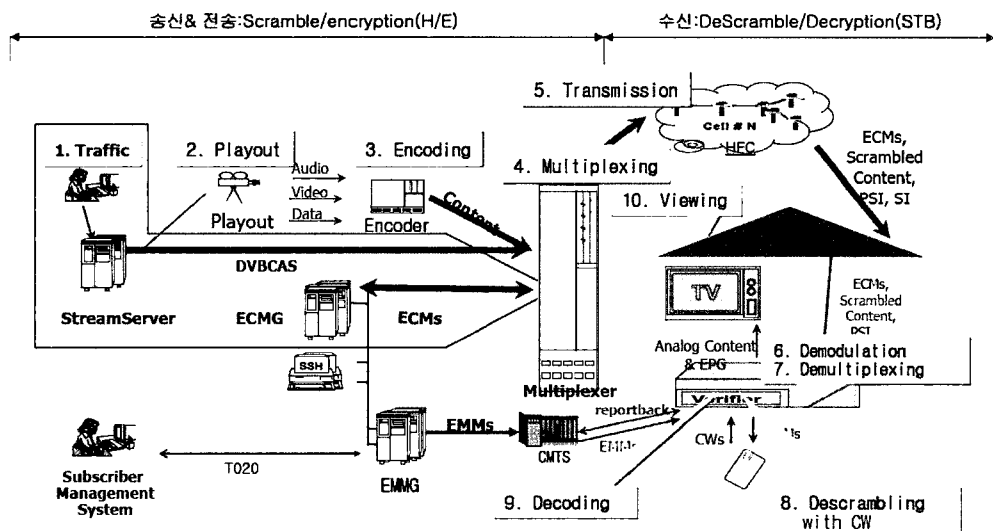 송신& 전송:Scramble/encryption(H/E)
수신:DeScramble/Decryption(STB)
5. Transmission
Cell # N
HFC
1. Traffic
2. Playout
3. Encoding
4. Multiplexing
ECMs,
Scrambled
Content,
PSI, SI
Audio
Video
Data
Playout
Encoder
Content
10. Viewing
DVBCAS
StreamServer
ECMG
ECMs
TV
ECMs,
Scrambled
Content,
PSI
SSH
Analog Content
& EPG
6. Demodulation
7. Demultiplexing
Multiplexer
Verifier
reportback
EMMs
EMMs
CMTS
CWs
T020
Subscriber
Management
System
EMMG
9. Decoding
8. Descrambling
with CW